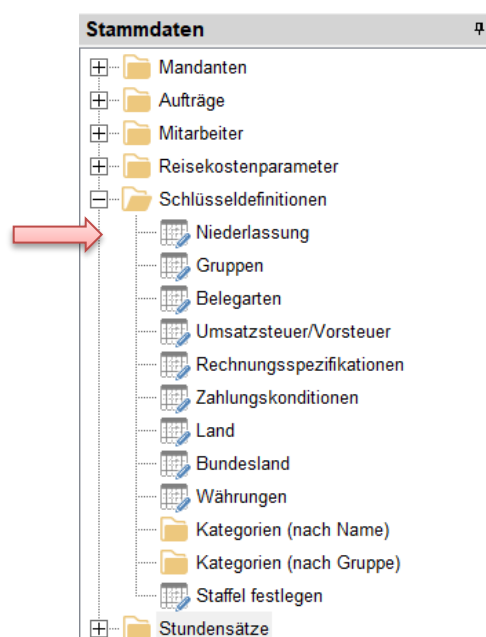 Stammdaten
Mandanten
Aufträge
Mitarbeiter
Reisekostenparameter
Schlüsseldefinitionen
Niederlassung
Gruppen
Belegarten
Umsatzsteuer/Vorsteuer
Rechnungsspezifikationen
Zahlungskonditionen
Land
Bundesland
Währungen
Kategorien (nach Name)
Kategorien (nach Gruppe)
Staffel festlegen
Stundensätze